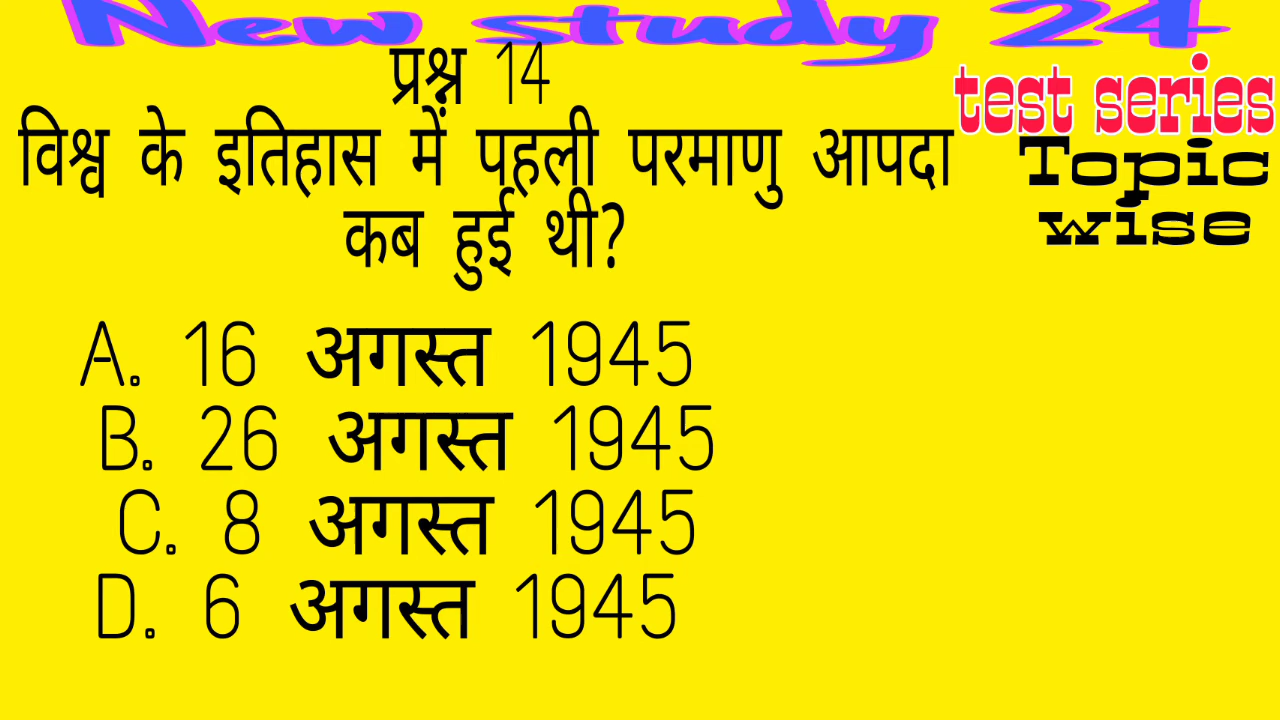 New study 24
test series
Topic
wise
प्रश्न 14
विश्व के इतिहास में पहली परमाणु आपदा
कब हुई थी?
A. 16 अगस्त 1945
B. 26 अगस्त 1945
C. 8 अगस्त 1945
D. 6 अगस्त 1945